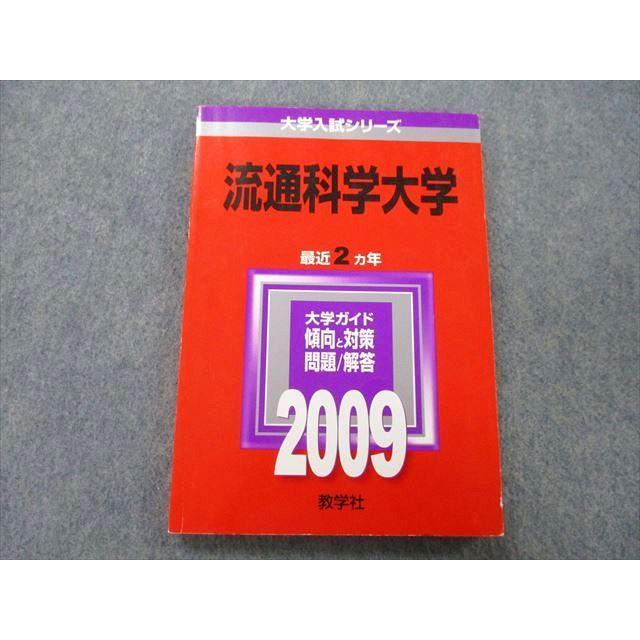 大学入試シリーズ
流通科学大学
最近2ヵ年
大学ガイド
傾向と対策
問題/解答
2009
教学社